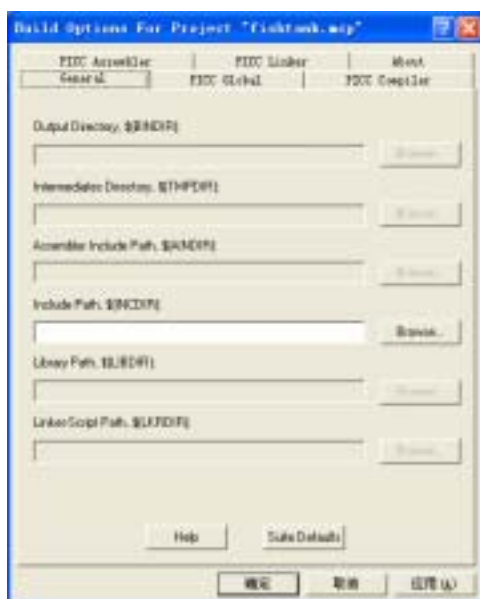 Build Options For Project "fishtank.mcp"
PICC Assembler PICC Linker About
General PICC Global PICC Compiler
Output Directory, $(BINDIR)
Browse...
Intermediates Directory, $(TMPDIR)
Browse...
Assembler Include Path, $(AINDIR)
Browse...
Include Path, $(INCDIR)
Browse...
Library Path, $(LIBDIR)
Browse...
Linker-Script Path, $(LKRDIR)
Browse...
Help Suite Defaults
确定 取消 应用(A)